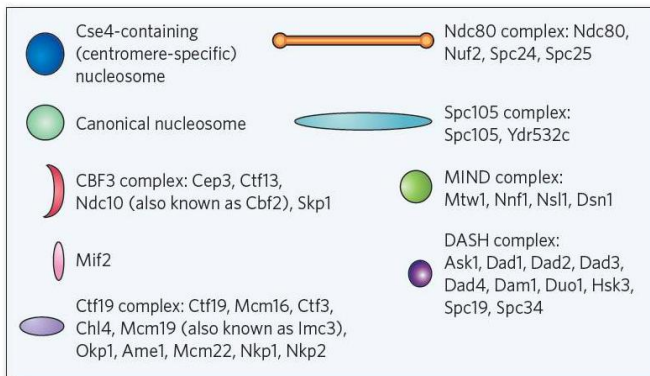 Cse4-containing
(centromere-specific)
nucleosome
Canonical nucleosome
CBF3 complex: Cep3, Ctf13,
Ndc10 (also known as Cbf2), Skp1
Mif2
Ctf19 complex: Ctf19, Mcm16, Ctf3,
Chl4, Mcm19 (also known as Imc3),
Okp1, Ame1, Mcm22, Nkp1, Nkp2
Ndc80 complex: Ndc80,
Nuf2, Spc24, Spc25
Spc105 complex:
Spc105, Ydr532c
MIND complex:
Mtw1, Nnf1, Nsl1, Dsn1
DASH complex:
Ask1, Dad1, Dad2, Dad3,
Dad4, Dam1, Duo1, Hsk3,
Spc19, Spc34